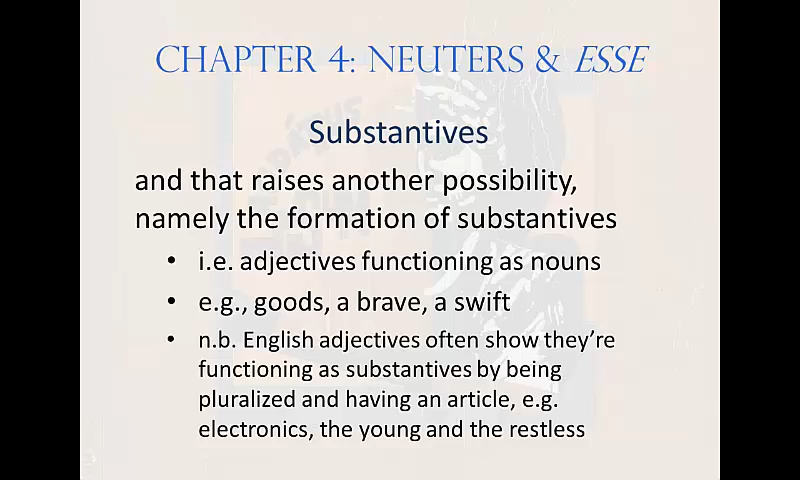 CHAPTER 4: NEUTERS & ESSE
Substantives
and that raises another possibility,
namely the formation of substantives
• i.e. adjectives functioning as nouns
• e.g., goods, a brave, a swift
• n.b. English adjectives often show they’re
functioning as substantives by being
pluralized and having an article, e.g.
electronics, the young and the restless